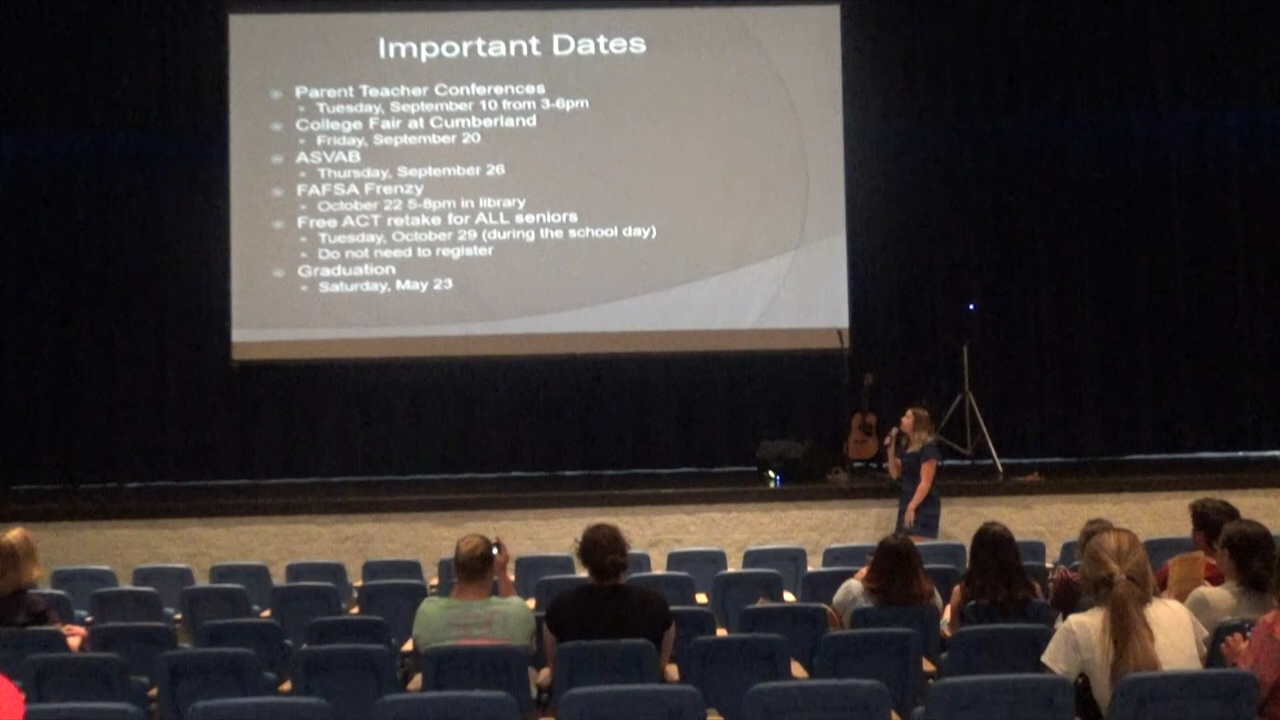 Important Dates
Parent Teacher Conferences
Tuesday, September 10 from 3-6pm
College Fair at Cumberland
Friday, September 20
ASVAB
Thursday, September 26
FAFSA Frenzy
October 22 5-8pm in library
Free ACT retake for ALL seniors
Tuesday, October 29 (during the school day)
Do not need to register
Graduation
Saturday, May 23